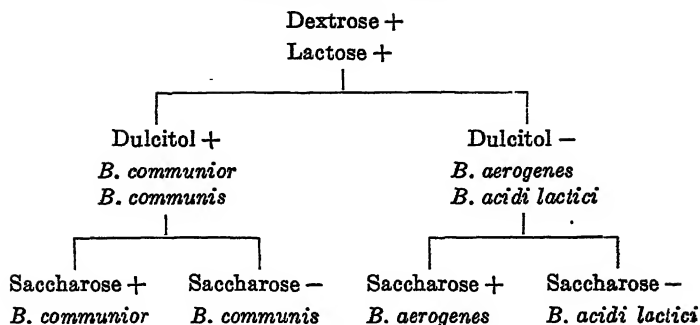 Dextrose +
Lactose +
Dulcitol + Dulcitol −
B. communior B. aerogenes
B. communis B. acidi lactici
Saccharose + Saccharose − Saccharose + Saccharose −
B. communior B. communis B. aerogenes B. acidi lactici